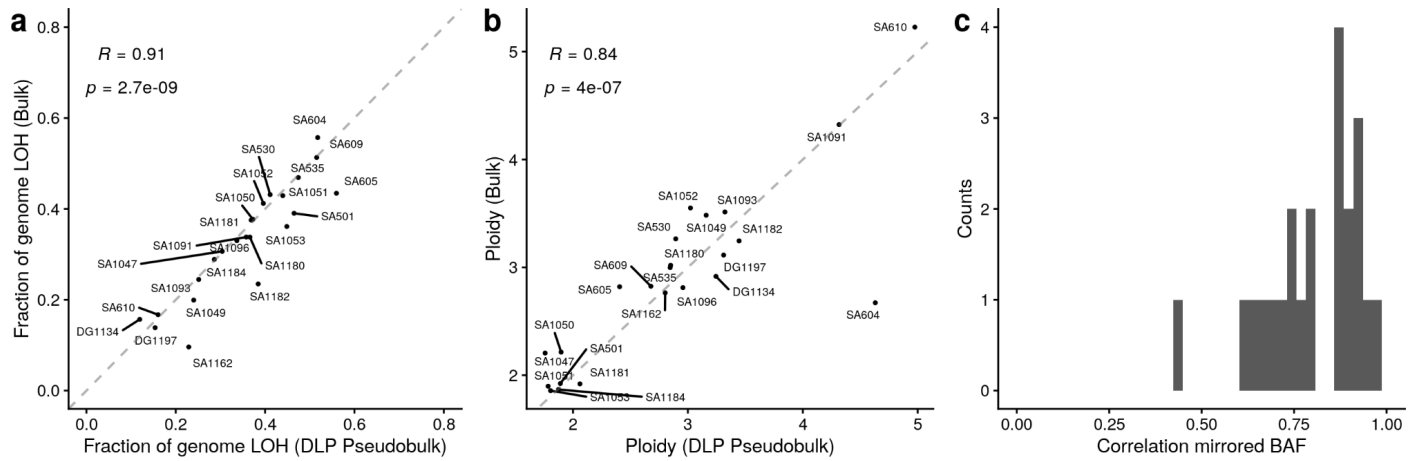 a
R = 0.91
p = 2.7e-09
SA604
SA609
SA530
SA535
SA1052
SA605
SA1051
SA1050
SA501
SA1181
SA1053
SA1091
SA1096
SA1047
SA1180
SA1184
SA1093
SA1182
SA610
SA1049
DG1134
DG1197
SA1162
0.8
0.6
0.4
0.2
0.0
0.0
0.2
0.4
0.6
0.8
Fraction of genome LOH (Bulk)
Fraction of genome LOH (DLP Pseudobulk)
b
R = 0.84
p = 4e-07
SA610
SA1091
SA1052
SA1093
SA530
SA1049
SA1182
SA1180
SA609
SA535
DG1197
SA605
SA1096
DG1134
SA1162
SA604
SA1050
SA501
SA1047
SA1051
SA1181
SA1053
SA1184
5
4
3
2
2
3
4
5
Ploidy (Bulk)
Ploidy (DLP Pseudobulk)
c
4
3
2
1
0
0.00
0.25
0.50
0.75
1.00
Counts
Correlation mirrored BAF